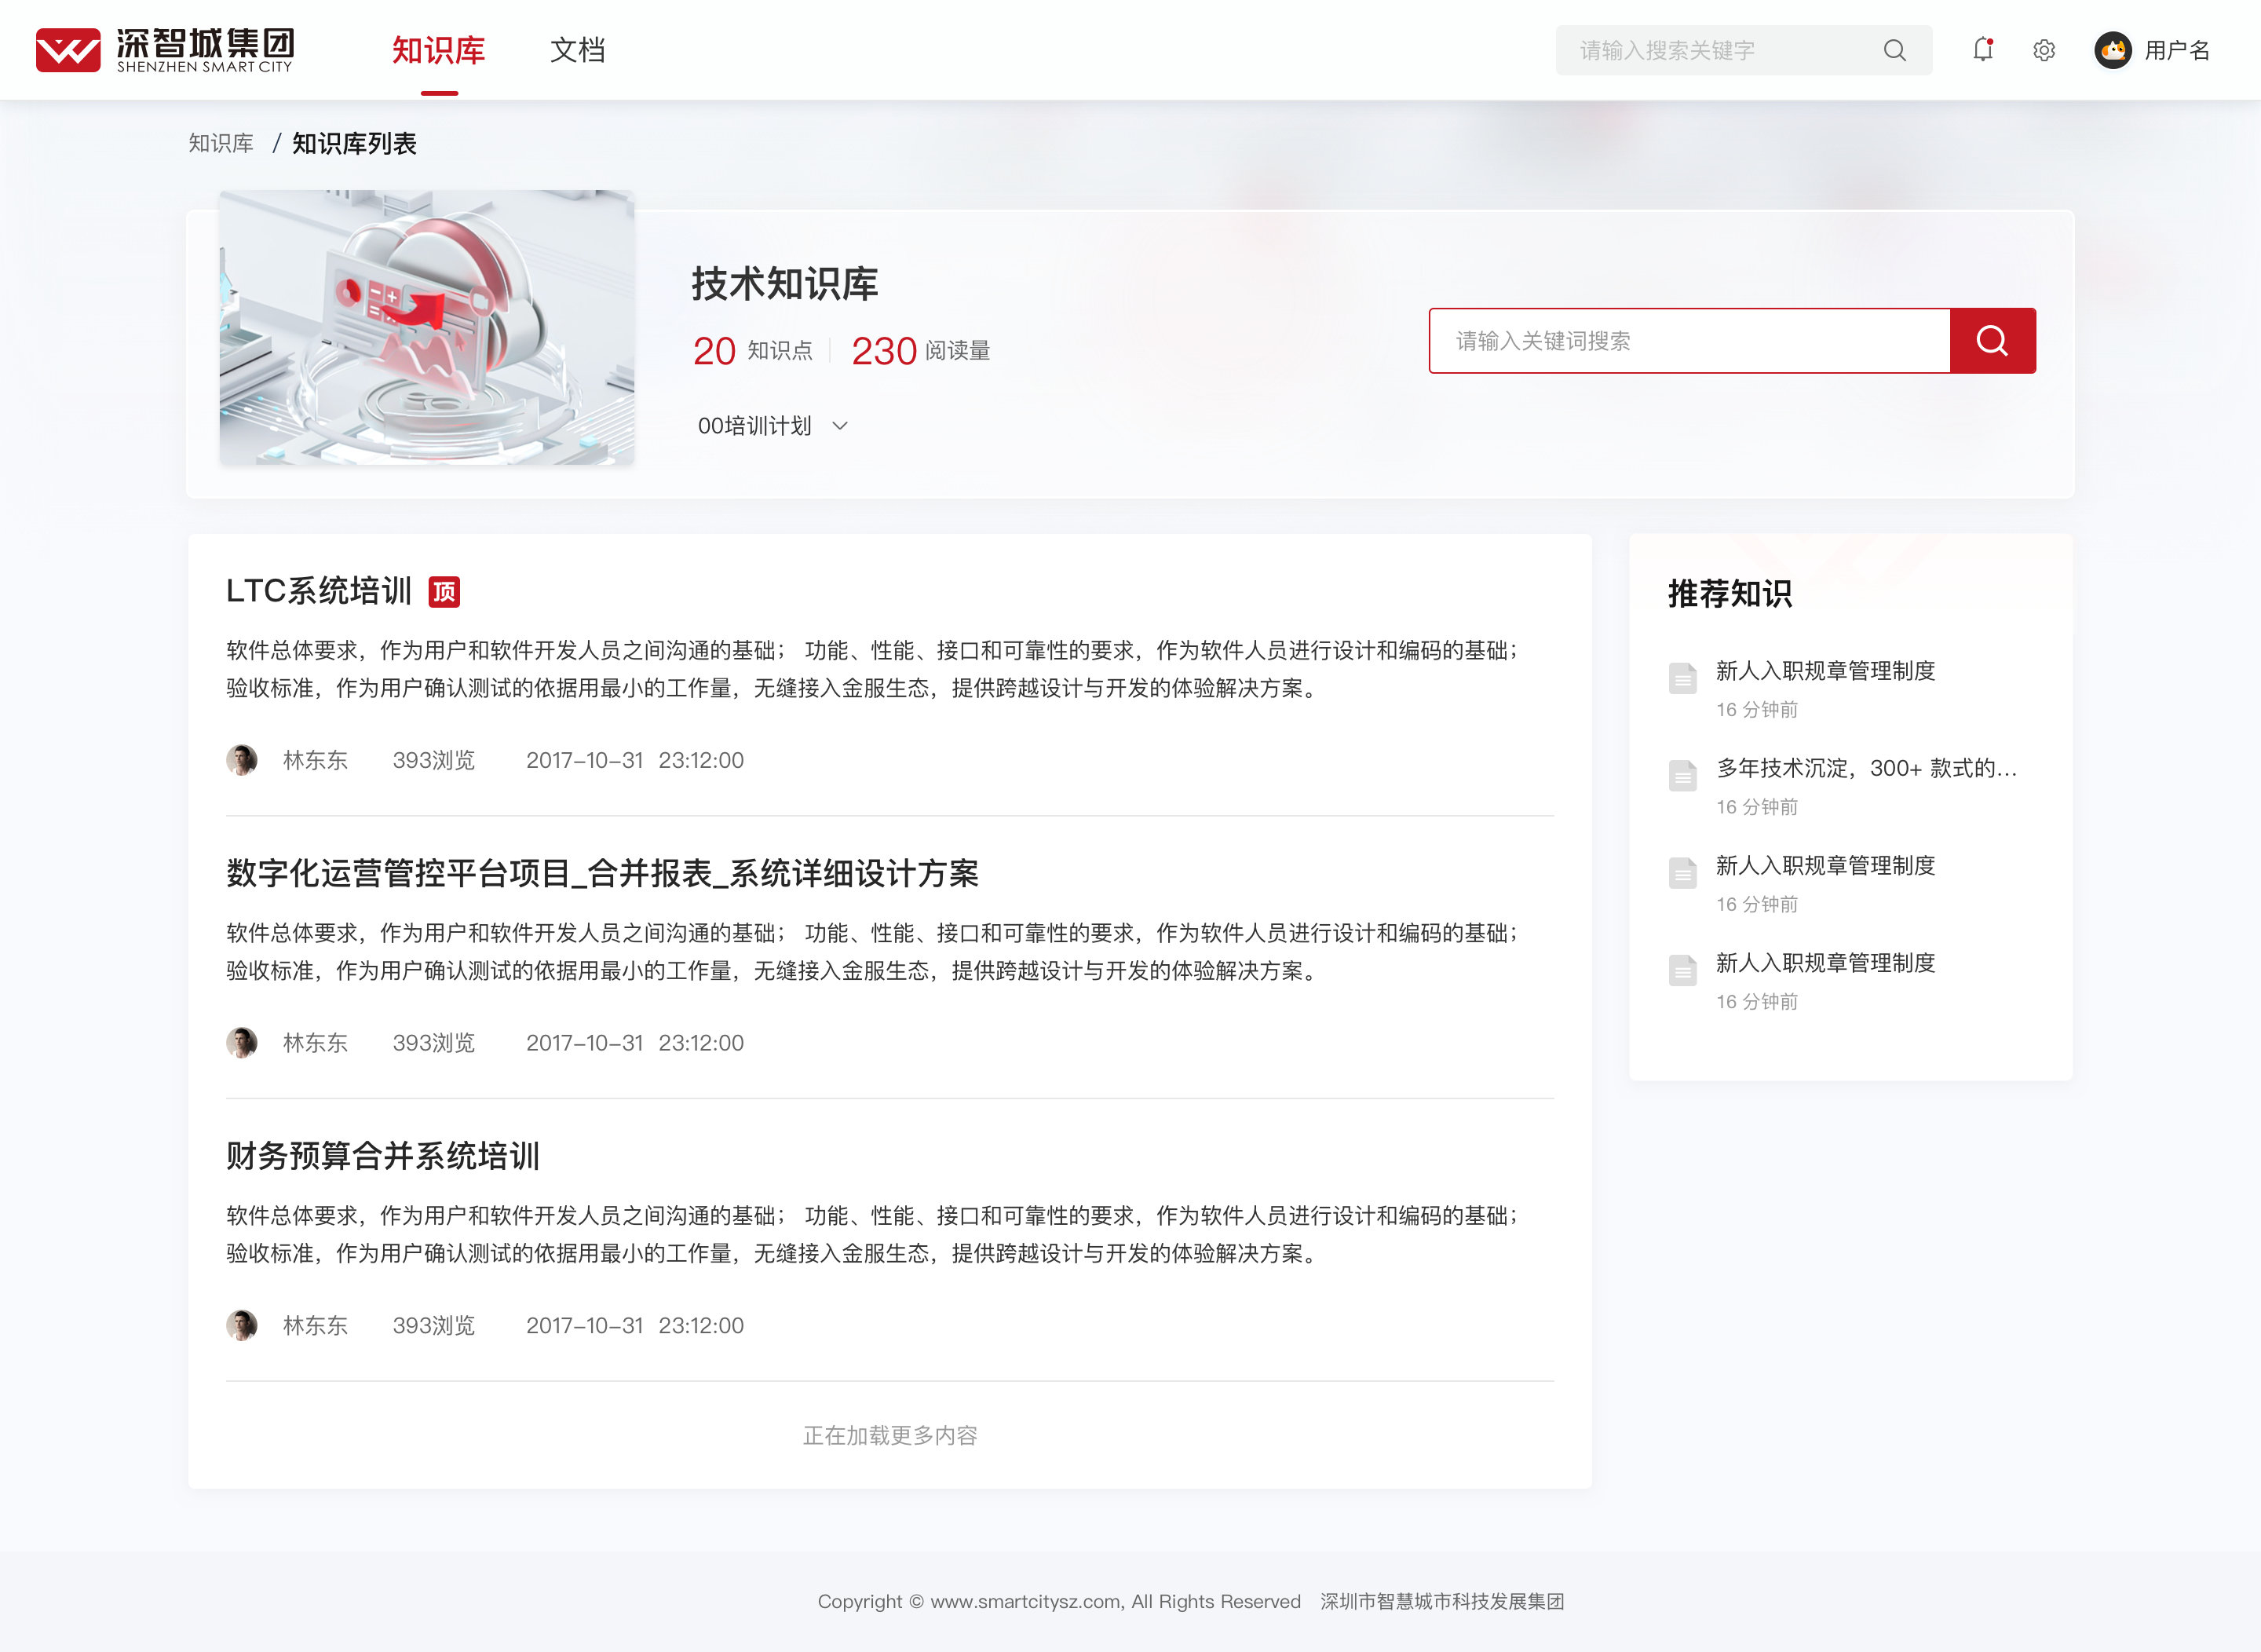 深智城集团
SHENZHEN SMART CITY
知识库
文档
请输入搜索关键字
用户名
知识库 / 知识库列表
技术知识库
20 知识点 230 阅读量
00培训计划
请输入关键词搜索
LTC系统培训 顶
软件总体要求，作为用户和软件开发人员之间沟通的基础； 功能、性能、接口和可靠性的要求，作为软件人员进行设计和编码的基础；
验收标准，作为用户确认测试的依据用最小的工作量，无缝接入金服生态，提供跨越设计与开发的体验解决方案。
林东东 393浏览 2017-10-31 23:12:00
数字化运营管控平台项目_合并报表_系统详细设计方案
软件总体要求，作为用户和软件开发人员之间沟通的基础； 功能、性能、接口和可靠性的要求，作为软件人员进行设计和编码的基础；
验收标准，作为用户确认测试的依据用最小的工作量，无缝接入金服生态，提供跨越设计与开发的体验解决方案。
林东东 393浏览 2017-10-31 23:12:00
财务预算合并系统培训
软件总体要求，作为用户和软件开发人员之间沟通的基础； 功能、性能、接口和可靠性的要求，作为软件人员进行设计和编码的基础；
验收标准，作为用户确认测试的依据用最小的工作量，无缝接入金服生态，提供跨越设计与开发的体验解决方案。
林东东 393浏览 2017-10-31 23:12:00
正在加载更多内容
推荐知识
新人入职规章管理制度
16 分钟前
多年技术沉淀，300+ 款式的...
16 分钟前
新人入职规章管理制度
16 分钟前
新人入职规章管理制度
16 分钟前
Copyright © www.smartcitysz.com, All Rights Reserved 深圳市智慧城市科技发展集团